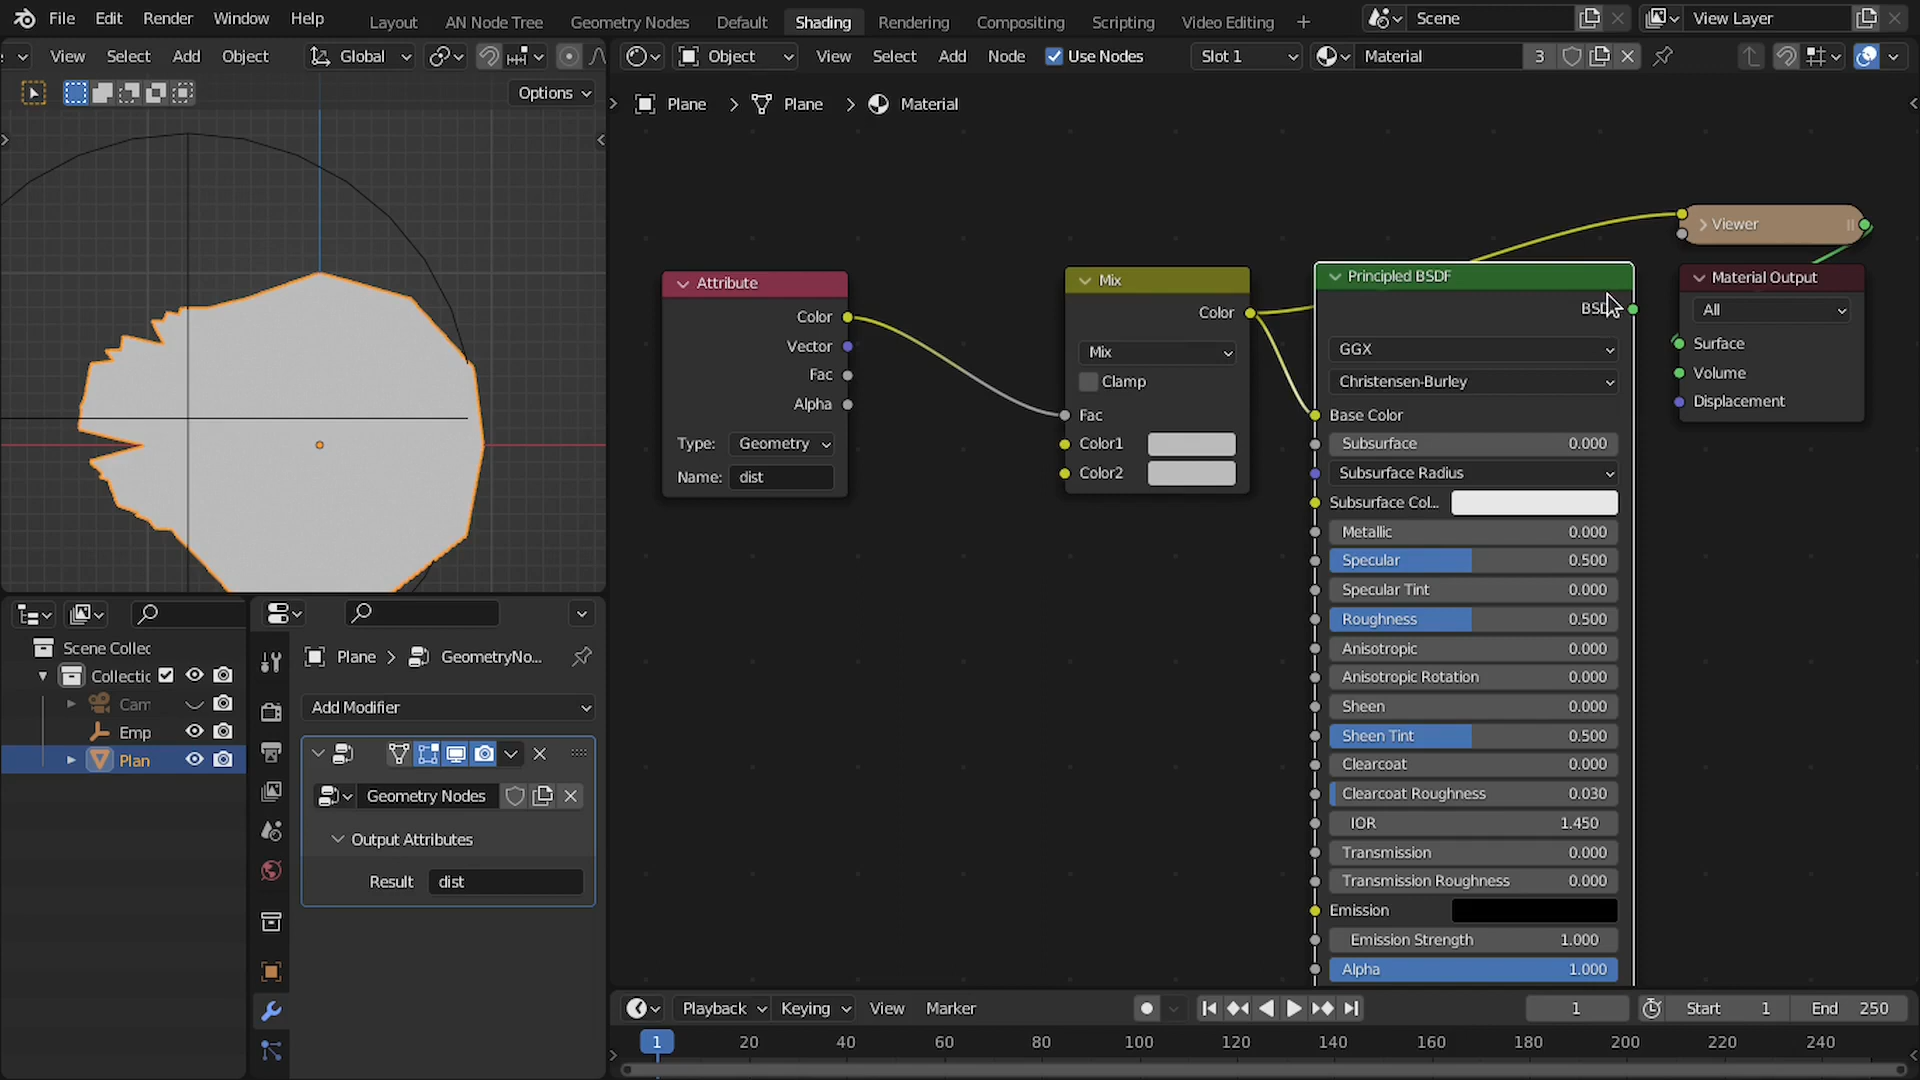 File Edit Render Window Help Layout AN Node Tree Geometry Nodes Default Shading Rendering Compositing Scripting Video Editing + Scene View Layer
View Select Add Object Global Object View Select Add Node Use Nodes Slot 1 Material 3
Options
Plane > Plane > Material
Attribute
Color
Vector
Fac
Alpha
Type: Geometry
Name: dist
Mix
Color
Mix
Clamp
Fac
Color1
Color2
Principled BSDF
GGX
Christensen-Burley
Base Color
Subsurface 0.000
Subsurface Radius
Subsurface Col...
Metallic 0.000
Specular 0.500
Specular Tint 0.000
Roughness 0.500
Anisotropic 0.000
Anisotropic Rotation 0.000
Sheen 0.000
Sheen Tint 0.500
Clearcoat 0.000
Clearcoat Roughness 0.030
IOR 1.450
Transmission 0.000
Transmission Roughness 0.000
Emission
Emission Strength 1.000
Alpha 1.000
Viewer
Material Output
All
Surface
Volume
Displacement
Scene Collec
Collectic
Cam
Emp
Plan
Plane > GeometryNo...
Add Modifier
Geometry Nodes
Output Attributes
Result dist
Playback Keying View Marker 1 Start 1 End 250
1 20 40 60 80 100 120 140 160 180 200 220 240